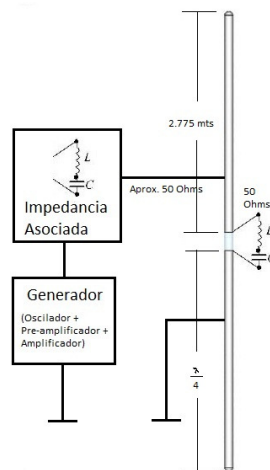 2.775 mts
L
C
Impedancia
Asociada
Aprox. 50 Ohms
50
Ohms
L
C
Generador
(Oscilador +
Pre-amplificador +
Amplificador)
λ
4